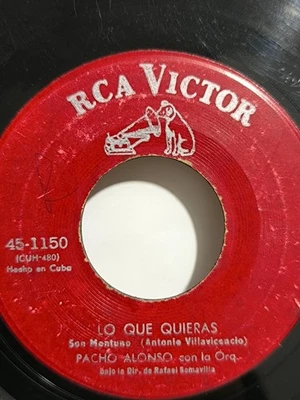 RCA VICTOR
45-1150
(CUH-480)
Hecho en Cuba
LO QUE QUIERAS
Son Montuno (Antonio Villavicencio)
PACHO ALONSO con la Orq.
Bajo la Dir. de Rafael Somavilla